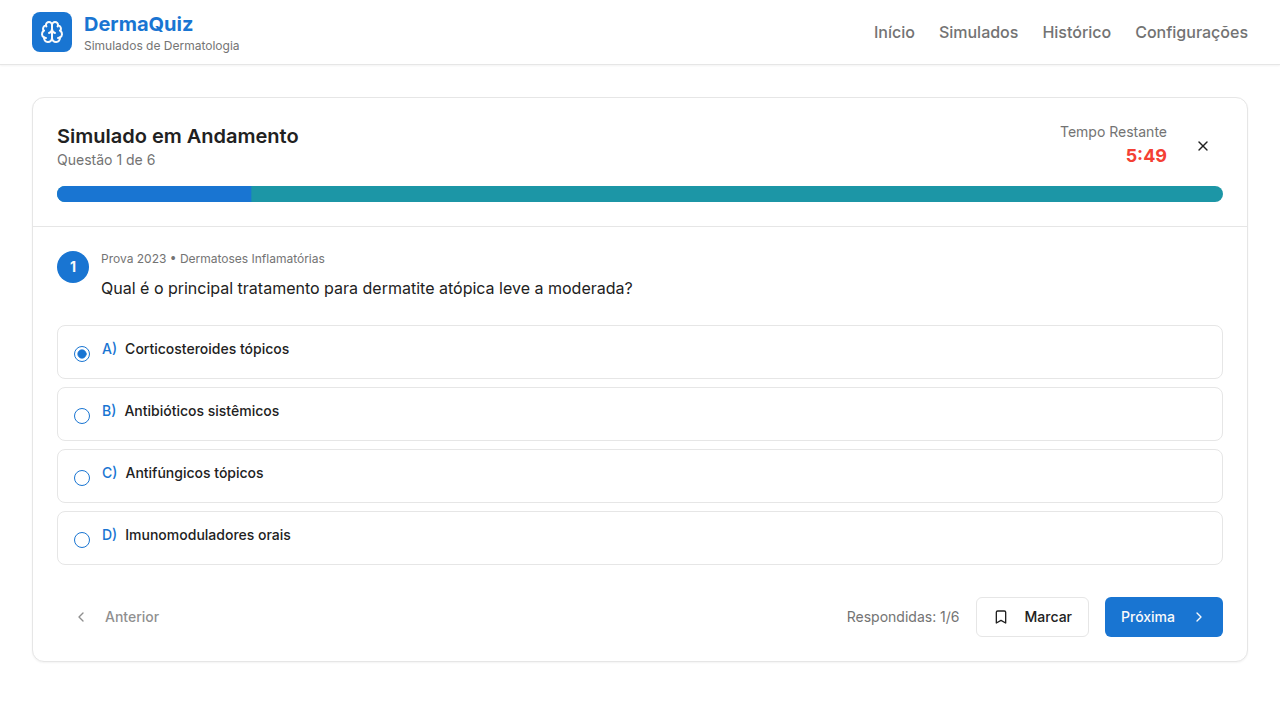 DermaQuiz
Simulados de Dermatologia
Início
Simulados
Histórico
Configurações
Simulado em Andamento
Questão 1 de 6
Tempo Restante
5:49
1
Prova 2023 • Dermatoses Inflamatórias
Qual é o principal tratamento para dermatite atópica leve a moderada?
A) Corticosteroides tópicos
B) Antibióticos sistêmicos
C) Antifúngicos tópicos
D) Imunomoduladores orais
Anterior
Respondidas: 1/6
Marcar
Próxima